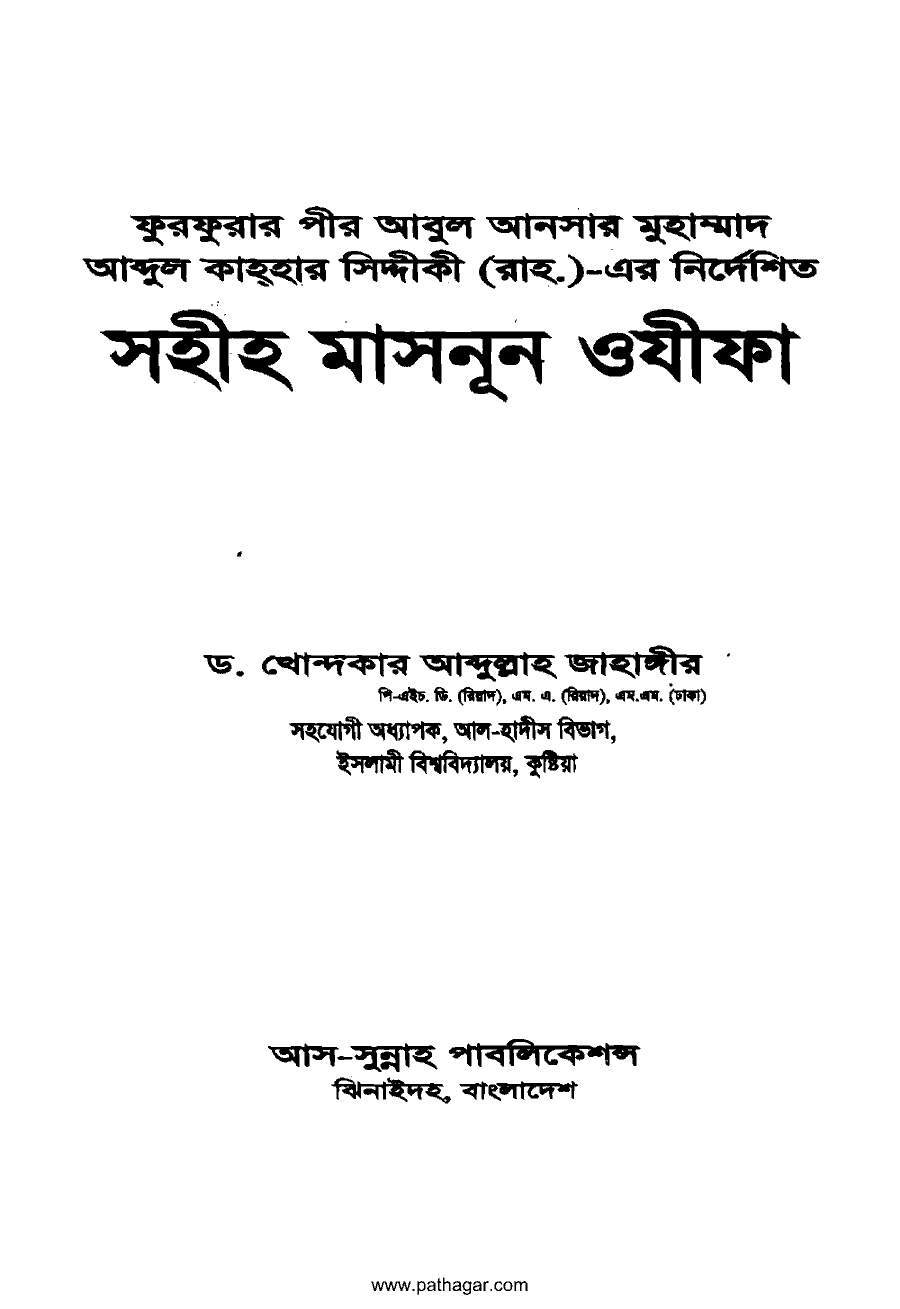 ফুরফুরার পীর আবুল আনসার মুহাম্মাদ
আব্দুল কাহ্হার সিদ্দীকী (রাহ.)-এর নির্দেশিত
সহীহ মাসনূন ওযীফা
ড. খোন্দকার আব্দুল্লাহ জাহাঙ্গীর
পি-এইচ. ডি. (রিয়াদ), এম. এ. (রিয়াদ), এম.এম. (ঢাকা)
সহযোগী অধ্যাপক, আল-হাদীস বিভাগ,
ইসলামী বিশ্ববিদ্যালয়, কুষ্টিয়া
আস-সুন্নাহ পাবলিকেশন্স
ঝিনাইদহ, বাংলাদেশ
www.pathagar.com